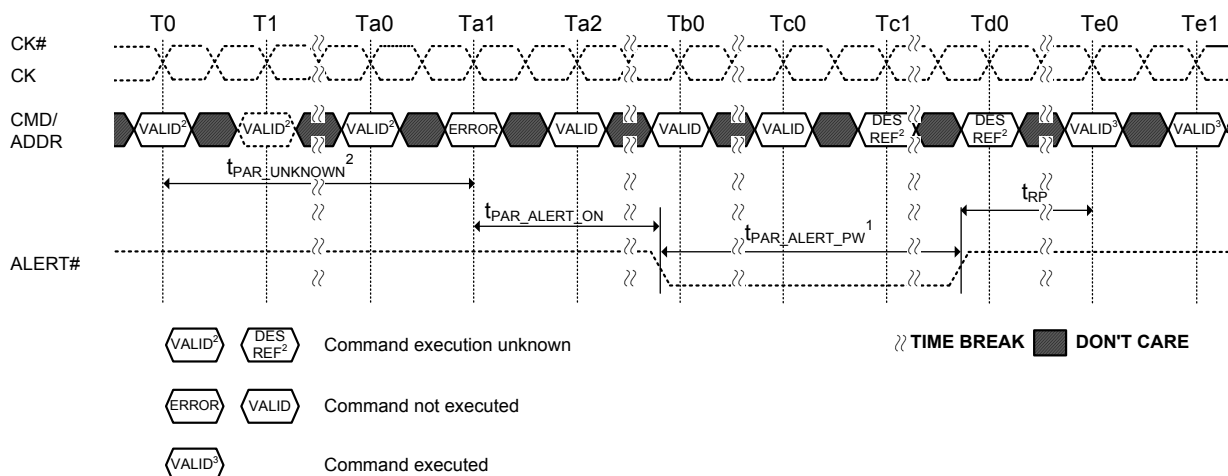 T0 T1 Ta0 Ta1 Ta2 Tb0 Tc0 Tc1 Td0 Te0 Te1
CK#
CK
CMD/
ADDR
VALID² VALID² VALID² ERROR VALID VALID VALID DES REF² DES REF² VALID³ VALID³
tPAR_UNKNOWN²
tRP
tPAR_ALERT_ON
tPAR_ALERT_PW¹
ALERT#
VALID² DES REF² Command execution unknown
TIME BREAK DON'T CARE
ERROR VALID Command not executed
VALID³ Command executed